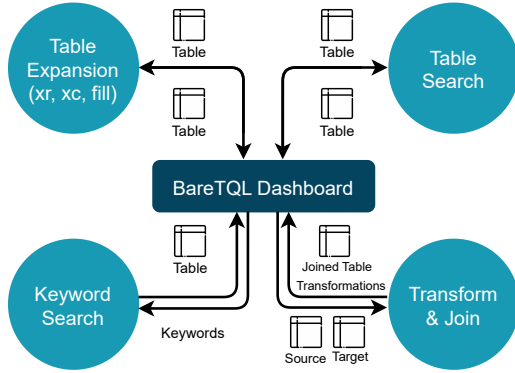 Table
Expansion
(xr, xc, fill)
Table
Table
Table
Table
Table
Search
BareTQL Dashboard
Keyword
Search
Table
Keywords
Joined Table
Transformations
Source
Target
Transform
& Join